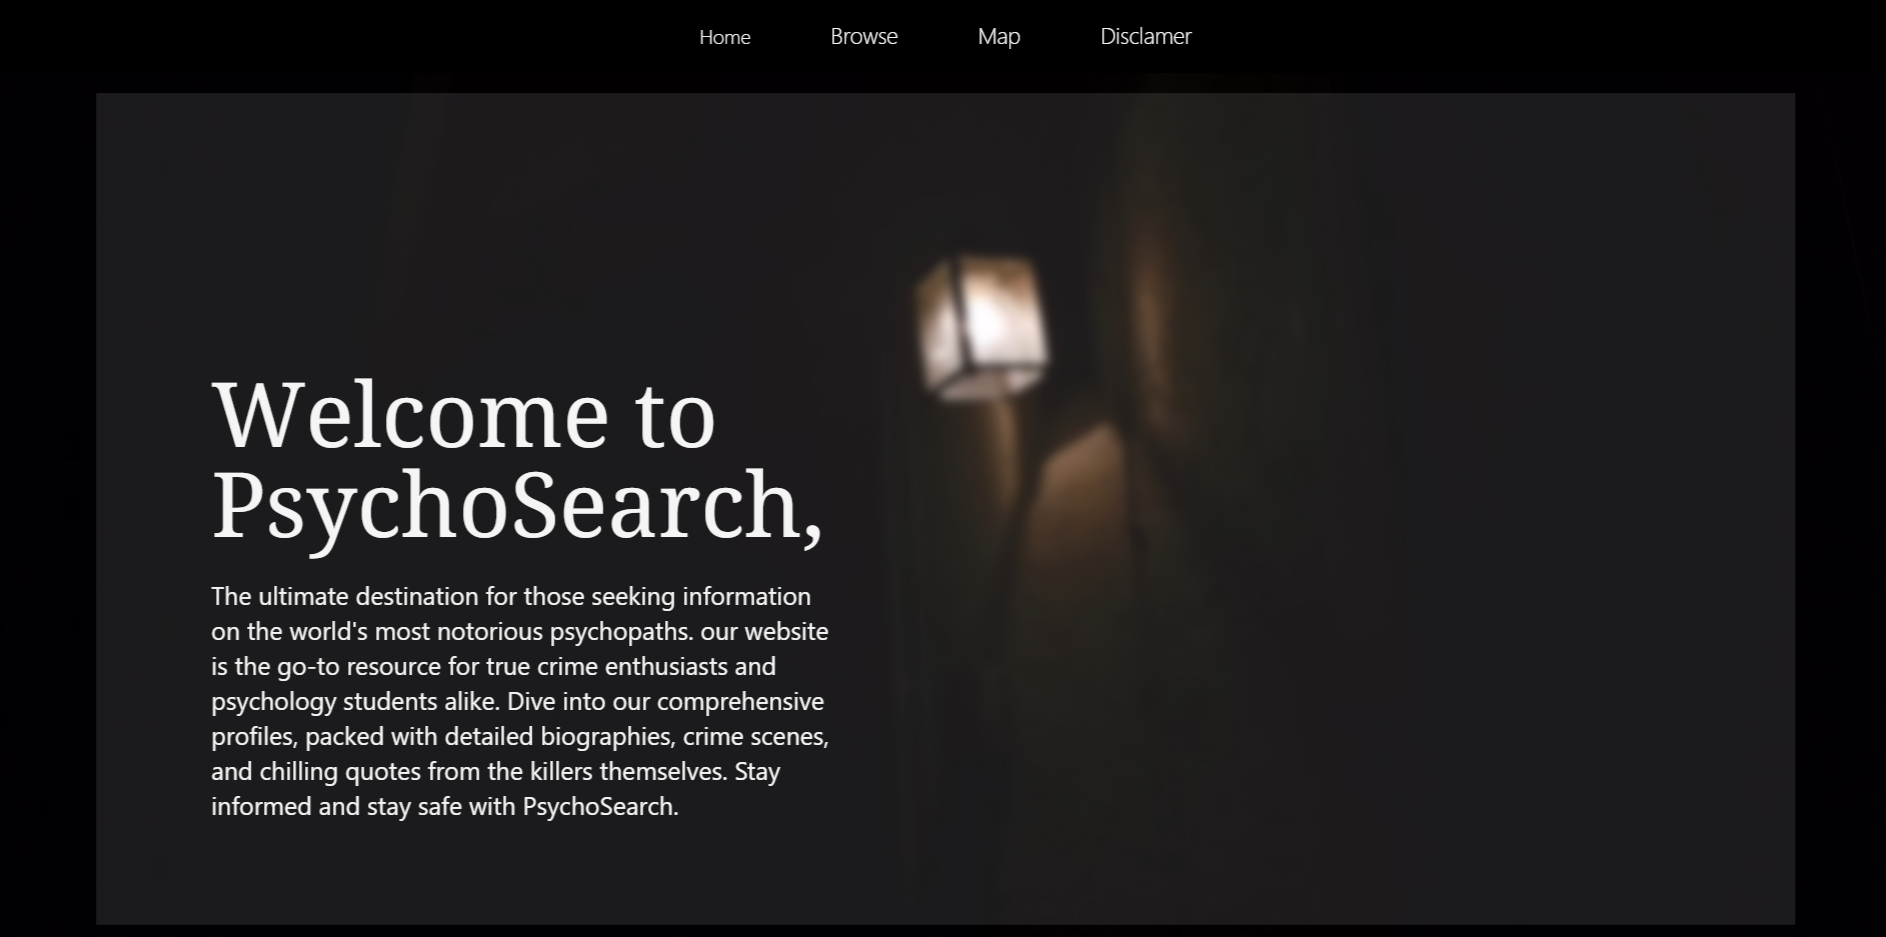 Home Browse Map Disclamer
Welcome to
PsychoSearch,
The ultimate destination for those seeking information
on the world's most notorious psychopaths. our website
is the go-to resource for true crime enthusiasts and
psychology students alike. Dive into our comprehensive
profiles, packed with detailed biographies, crime scenes,
and chilling quotes from the killers themselves. Stay
informed and stay safe with PsychoSearch.